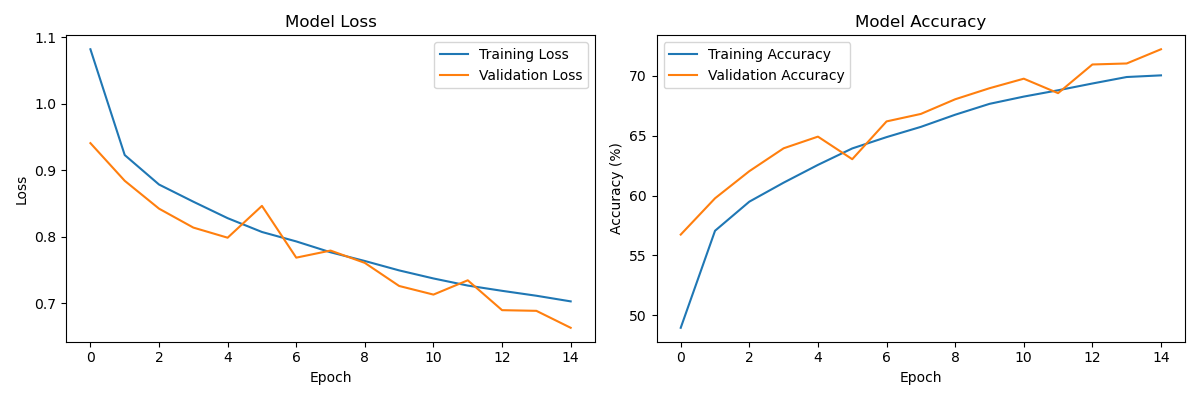 Model Loss
1.1
1.0
0.9
0.8
0.7
Loss
0 2 4 6 8 10 12 14
Epoch
Training Loss
Validation Loss
Model Accuracy
70
65
60
55
50
Accuracy (%)
0 2 4 6 8 10 12 14
Epoch
Training Accuracy
Validation Accuracy